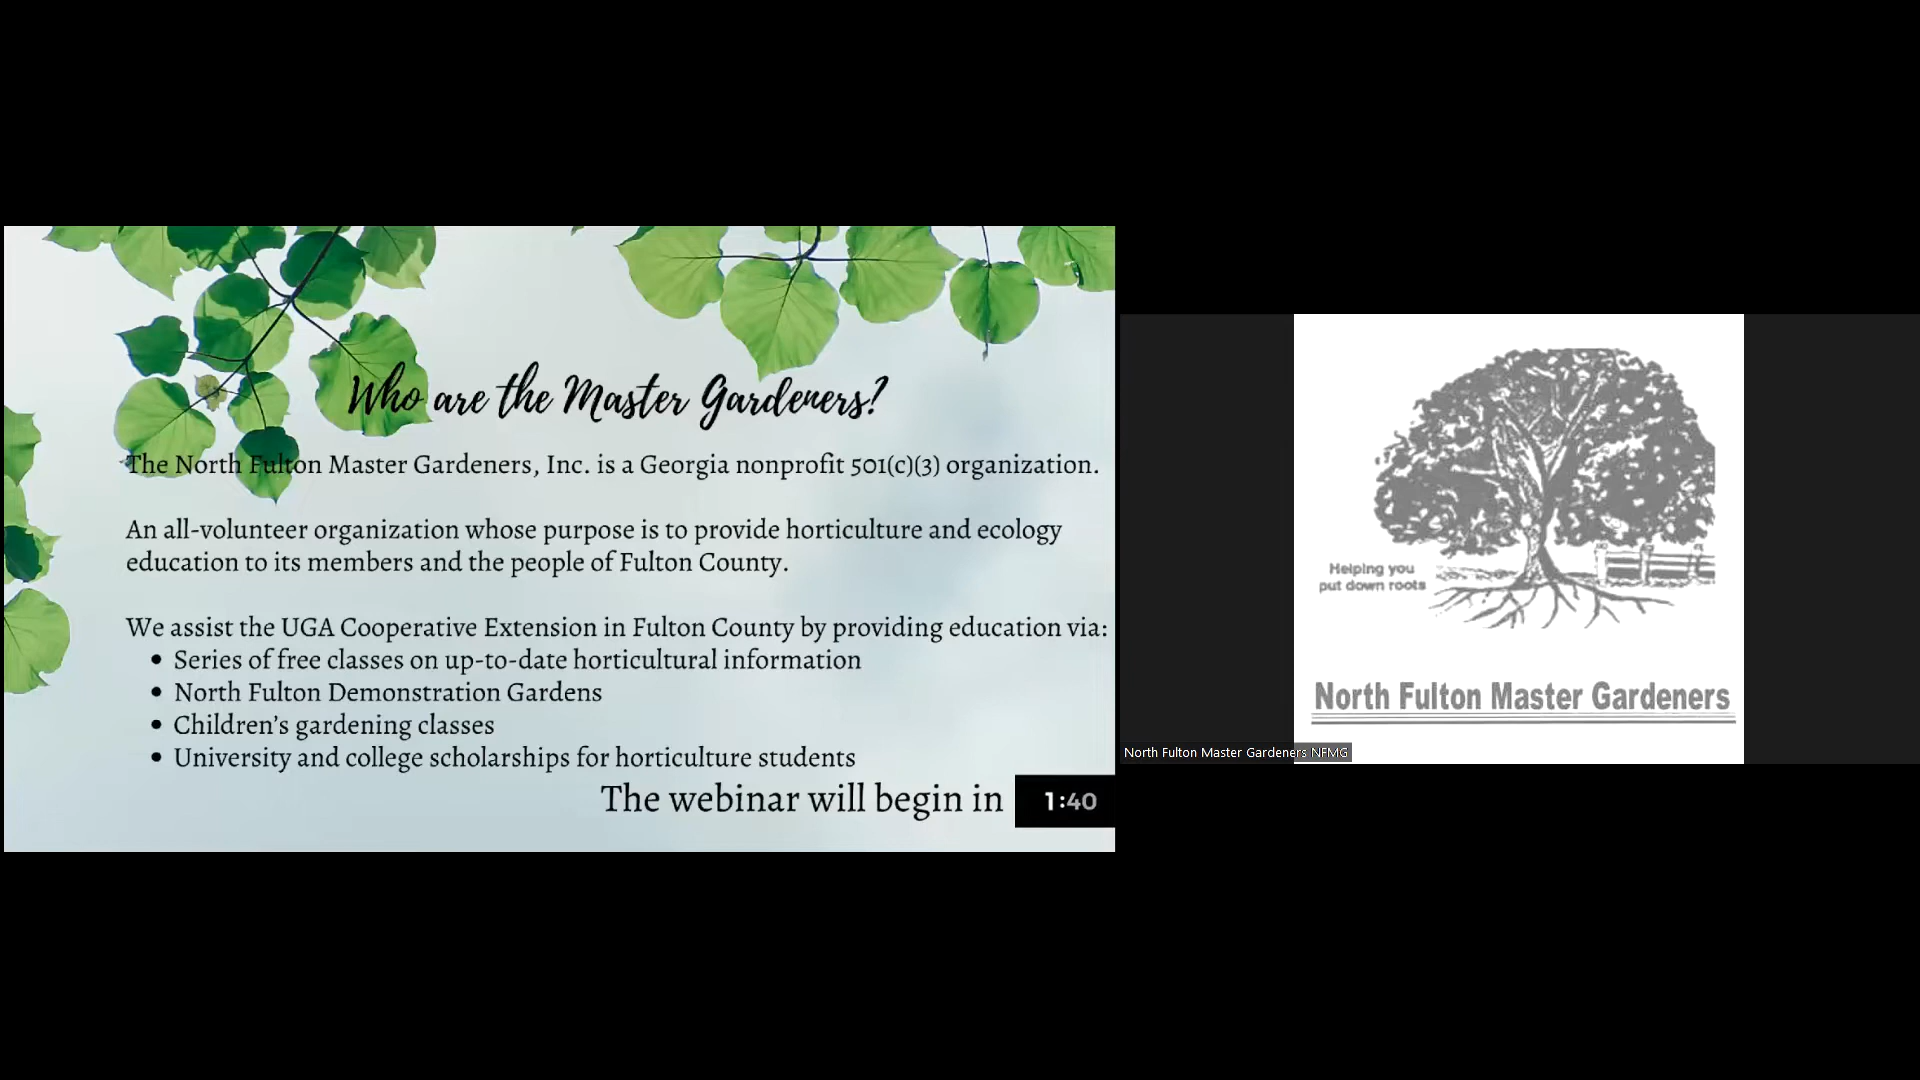 Who are the Master Gardeners?
The North Fulton Master Gardeners, Inc. is a Georgia nonprofit 501(c)(3) organization.
An all-volunteer organization whose purpose is to provide horticulture and ecology
education to its members and the people of Fulton County.
We assist the UGA Cooperative Extension in Fulton County by providing education via:
• Series of free classes on up-to-date horticultural information
• North Fulton Demonstration Gardens
• Children's gardening classes
• University and college scholarships for horticulture students
The webinar will begin in 1:40
Helping you
put down roots
North Fulton Master Gardeners
North Fulton Master Gardeners NFMG